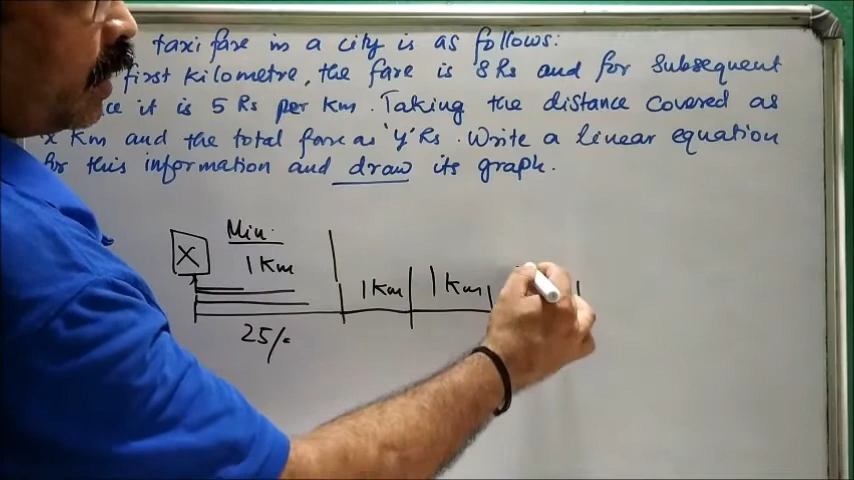 taxi fare in a city is as follows:
first kilometre, the fare is 8 Rs and for subsequent
it is 5 Rs per Km. Taking the distance covered as
x Km and the total fare as 'y' Rs. Write a linear equation
for this information and draw its graph.
Min.
X
1 Km
1 Km
1 Km
25/-